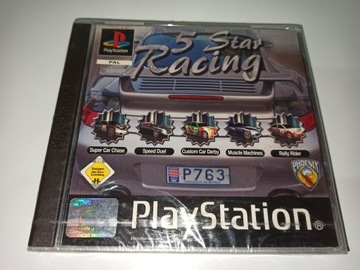 PlayStation
PAL
5 Star
Racing
Super Car Chase
Speed Duel
Custom Car Derby
Muscle Machines
Rally Rider
P763
PHOENIX
PlayStation®